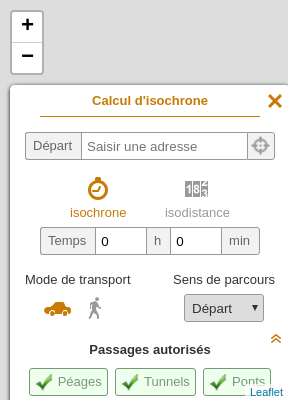 +
−
Calcul d'isochrone
Départ Saisir une adresse
isochrone isodistance
Temps 0 h 0 min
Mode de transport Sens de parcours
Départ
Passages autorisés
Péages Tunnels Ponts
Leaflet